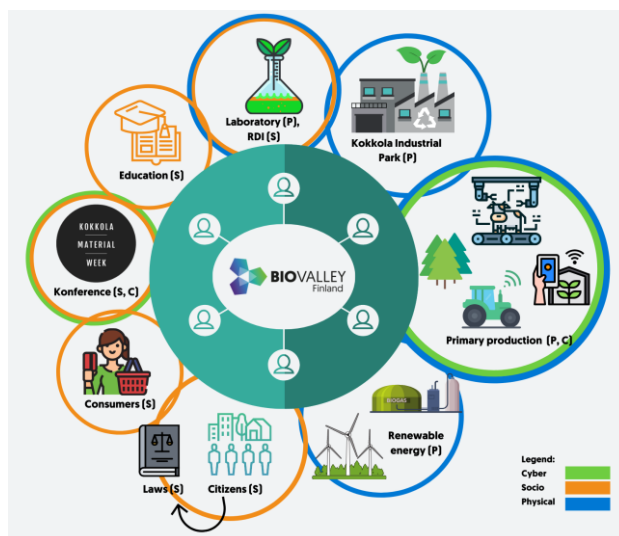 Laboratory (P),
RDI (S)
Kokkola Industrial
Park (P)
Education (S)
KOKKOLA
MATERIAL
WEEK
Konference (S, C)
BIOVALLEY
Finland
Primary production (P, C)
Consumers (S)
BIOGAS
Renewable
energy (P)
Laws (S)
Citizens (S)
Legend:
Cyber
Socio
Physical